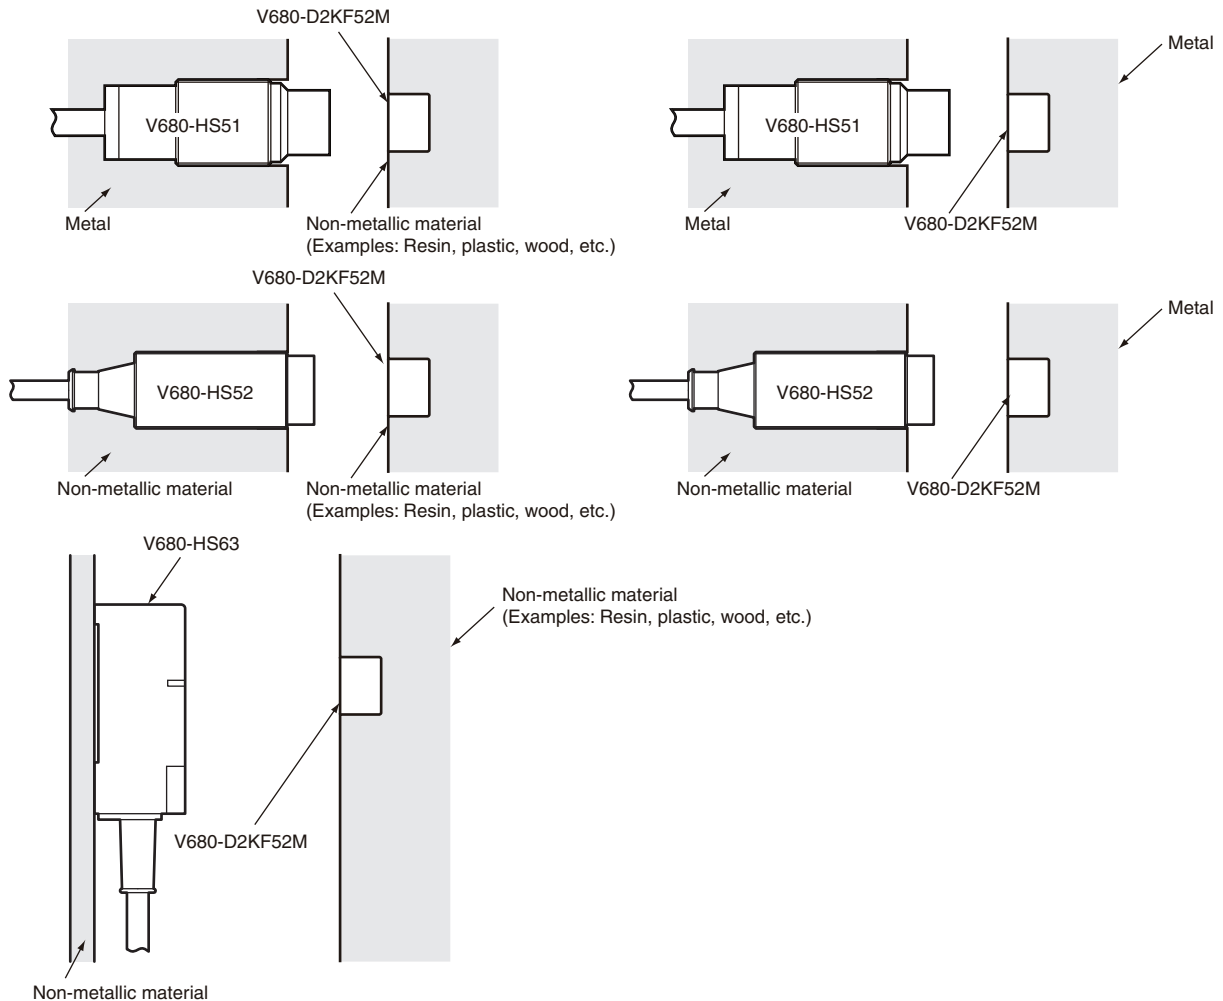 V680-D2KF52M
Metal
V680-HS51
V680-HS51
Metal
Non-metallic material
(Examples: Resin, plastic, wood, etc.)
Metal
V680-D2KF52M
V680-D2KF52M
Metal
V680-HS52
V680-HS52
Non-metallic material
Non-metallic material
(Examples: Resin, plastic, wood, etc.)
Non-metallic material
V680-D2KF52M
V680-HS63
Non-metallic material
(Examples: Resin, plastic, wood, etc.)
V680-D2KF52M
Non-metallic material